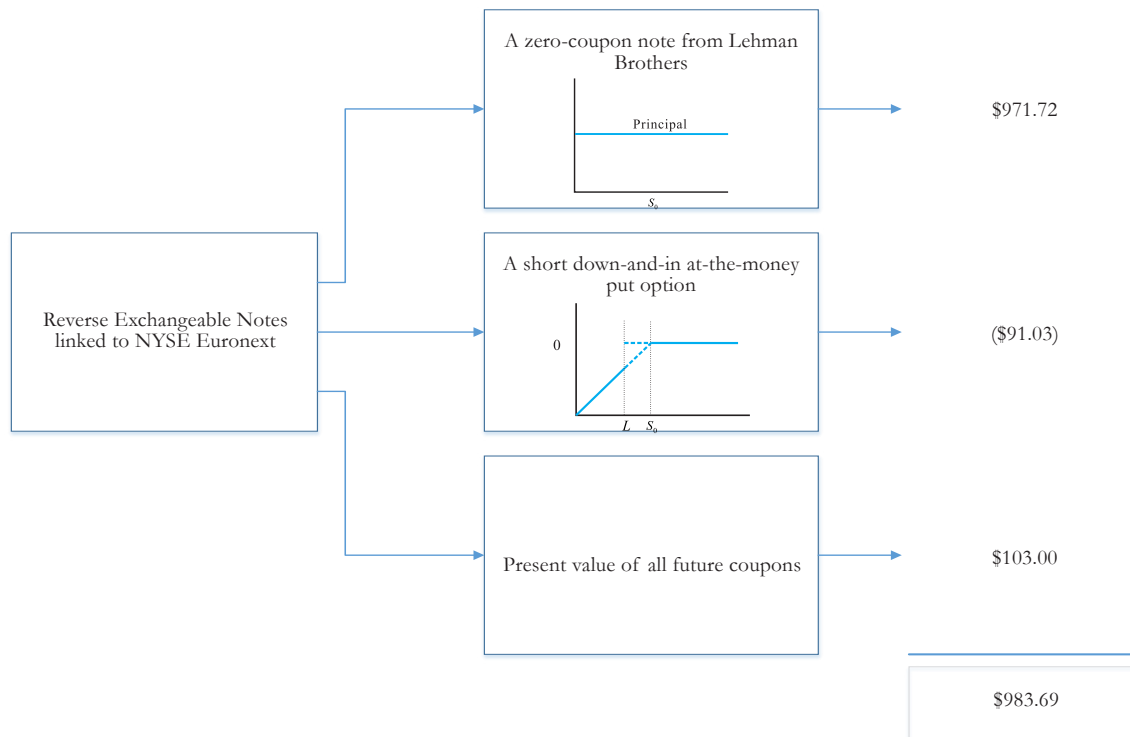 A zero-coupon note from Lehman
Brothers
Principal
S₀
$971.72
Reverse Exchangeable Notes
linked to NYSE Euronext
A short down-and-in at-the-money
put option
0
L S₀
($91.03)
Present value of all future coupons
$103.00
$983.69